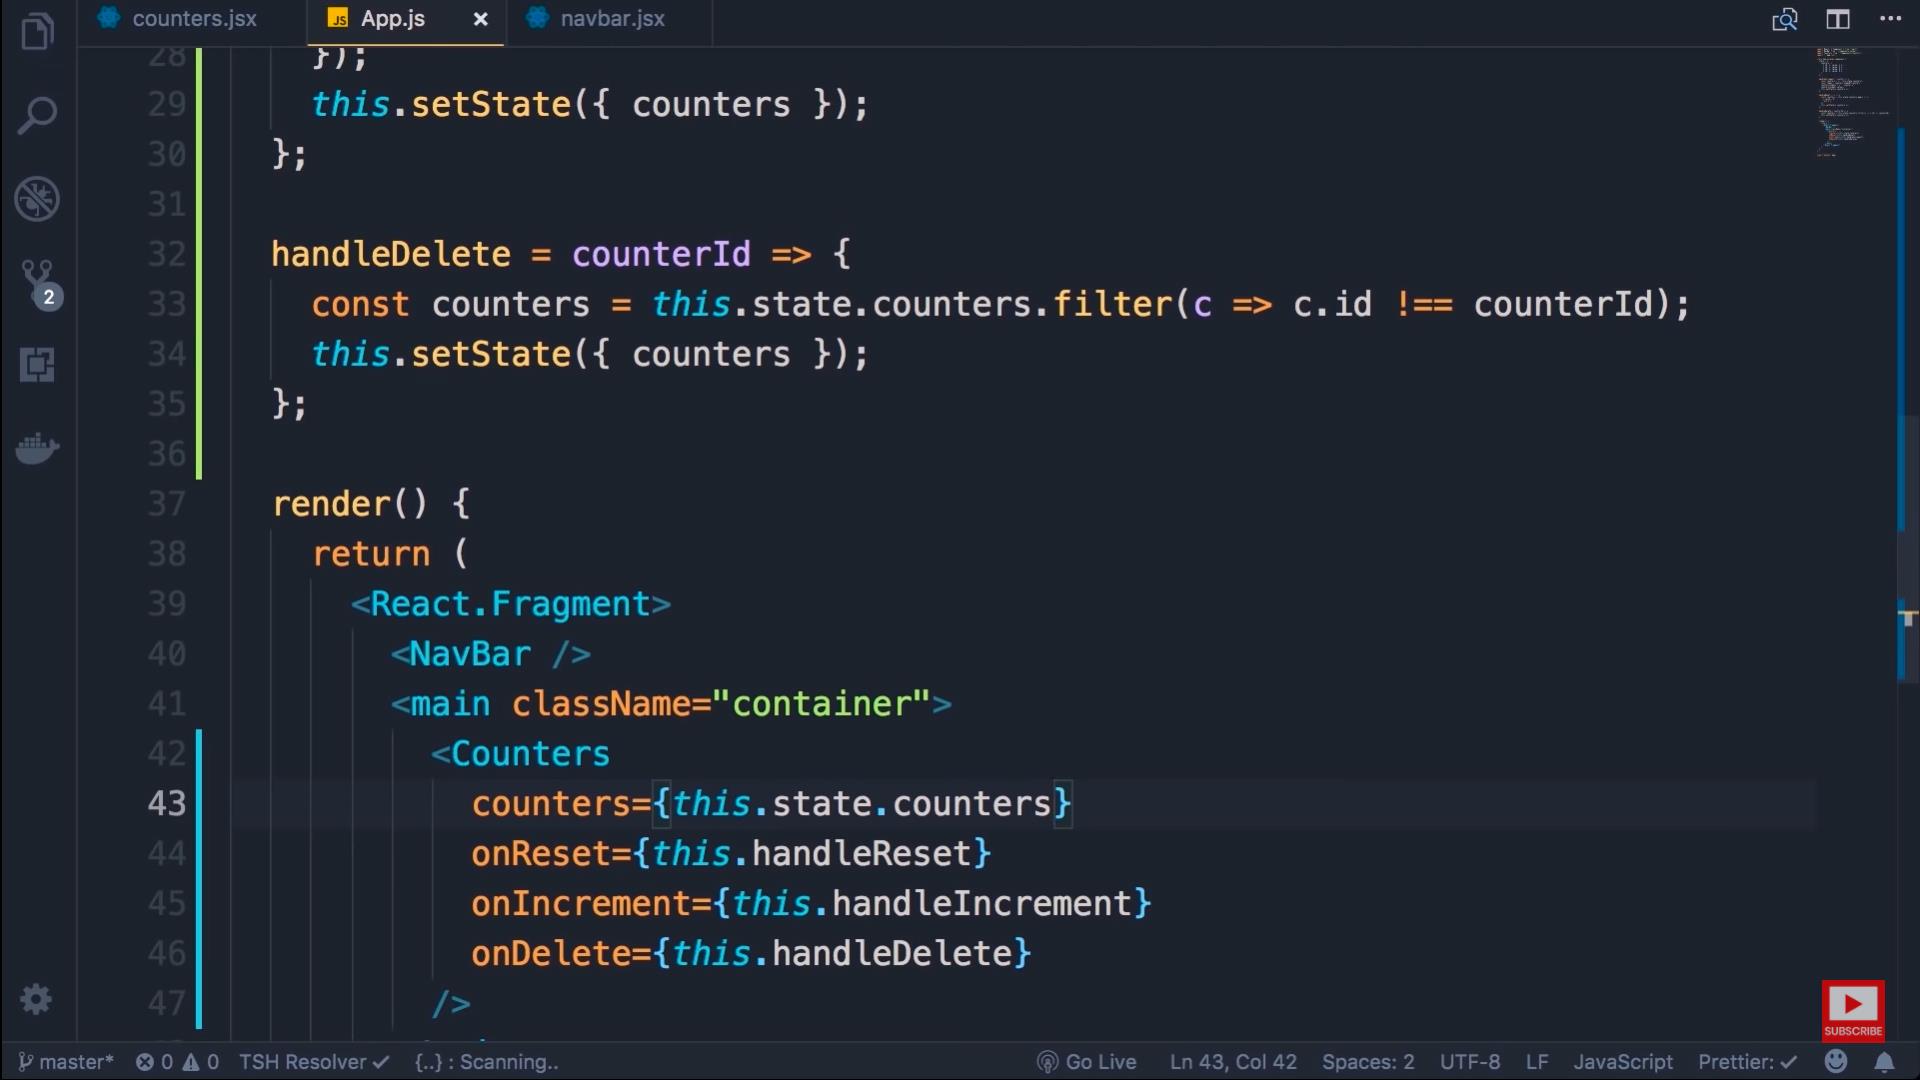 counters.jsx
JS App.js ×
navbar.jsx
28 });
29 this.setState({ counters });
30 };
31
32 handleDelete = counterId => {
33 const counters = this.state.counters.filter(c => c.id !== counterId);
34 this.setState({ counters });
35 };
36
37 render() {
38 return (
39 <React.Fragment>
40 <NavBar />
41 <main className="container">
42 <Counters
43 counters={this.state.counters}
44 onReset={this.handleReset}
45 onIncrement={this.handleIncrement}
46 onDelete={this.handleDelete}
47 />
2
SUBSCRIBE
master* 0 0 TSH Resolver ✓ {..} : Scanning.. Go Live Ln 43, Col 42 Spaces: 2 UTF-8 LF JavaScript Prettier: ✓